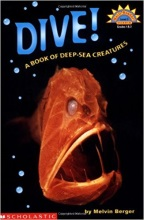 DIVE!
A BOOK OF DEEP-SEA CREATURES
by Melvin Berger
SCHOLASTIC